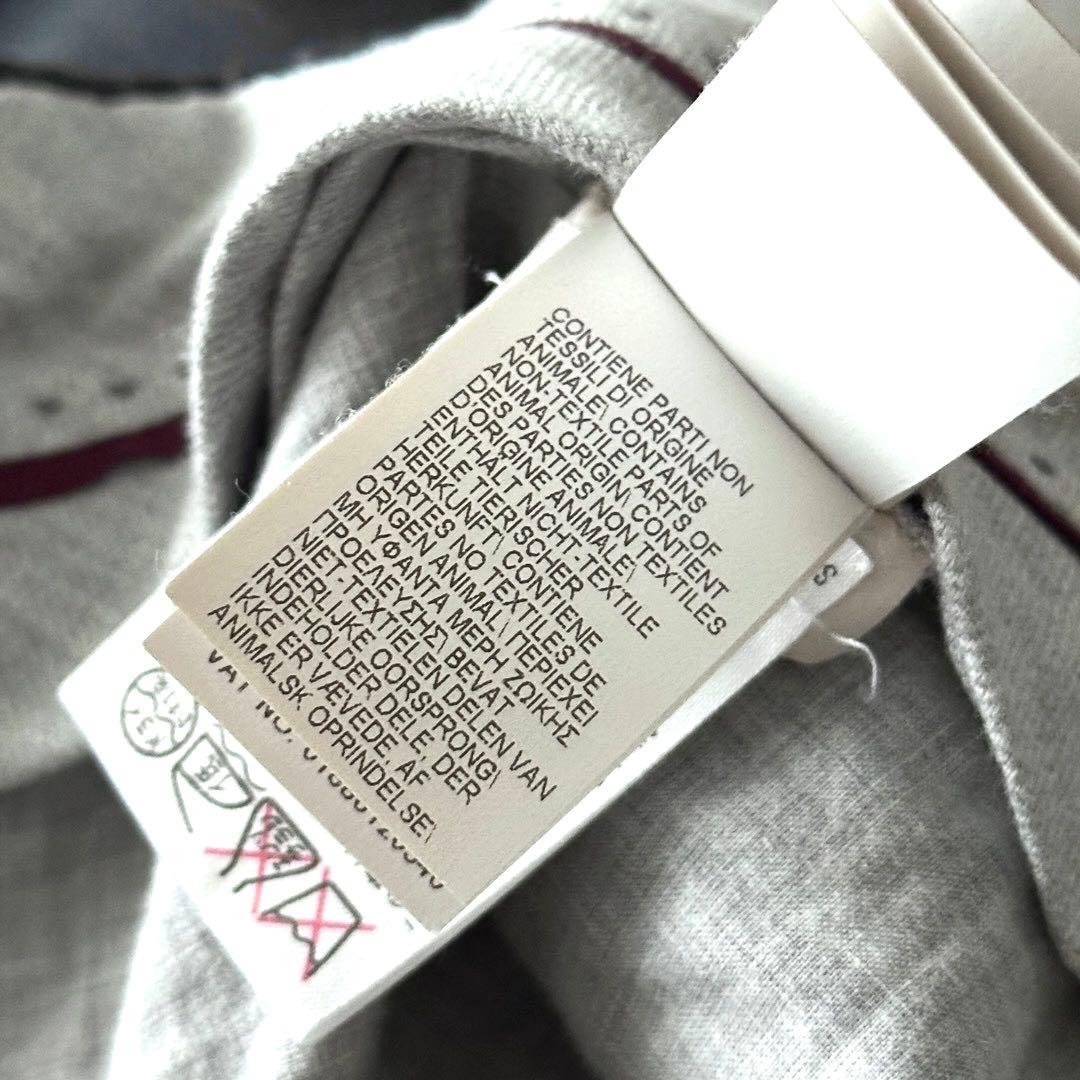 CONTIENE PARTI NON
TESSILI DI ORIGINE
ANIMALE\ CONTAINS
NON-TEXTILE PARTS OF
ANIMAL ORIGIN\ CONTIENT
DES PARTIES NON TEXTILES
D'ORIGINE ANIMALE\
ENTHÄLT NICHT-TEXTILE
TEILE TIERISCHER
HERKUNFT\ CONTIENE
PARTES NO TEXTILES DE
ORIGEN ANIMAL\ ΠΕΡΙΕΧΕΙ
ΜΗ ΥΦΑΝΤΑ ΜΕΡΗ ΖΩΙΚΗΣ
ΠΡΟΕΛΕΥΣΗΣ\ BEVAT
NIET-TEXTIELEN DELEN VAN
DIERLIJKE OORSPRONG\
INDEHOLDER DELE, DER
IKKE ER VÆVEDE, AF
ANIMALSK OPRINDELSE\
VAT NO.
S